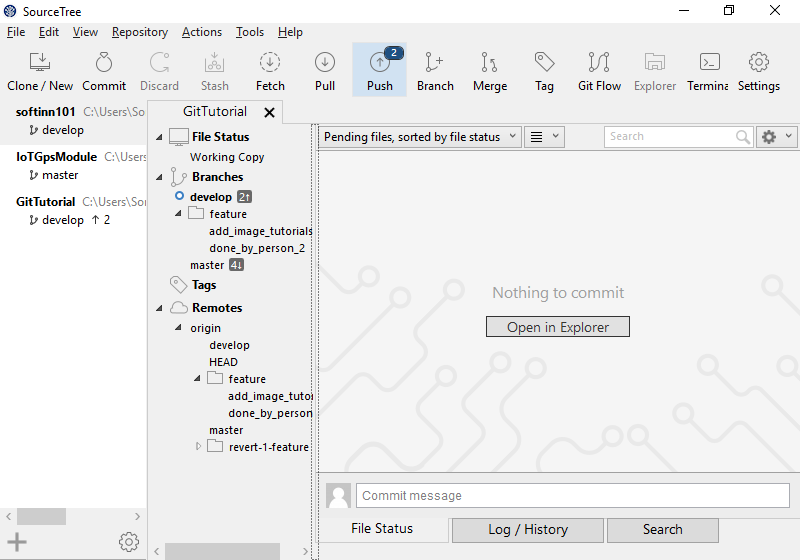 SourceTree
File Edit View Repository Actions Tools Help
2
Clone / New Commit Discard Stash Fetch Pull Push Branch Merge Tag Git Flow Explorer Termina Settings
softinn101 C:\Users\So
develop
IoTGpsModule C:\Users
master
GitTutorial C:\Users\So
develop ↑ 2
GitTutorial
File Status
Working Copy
Branches
develop 2↑
feature
add_image_tutorials
done_by_person_2
master 4↓
Tags
Remotes
origin
develop
HEAD
feature
add_image_tutor
done_by_person
master
revert-1-feature
Pending files, sorted by file status
Search
Nothing to commit
Open in Explorer
Commit message
File Status Log / History Search